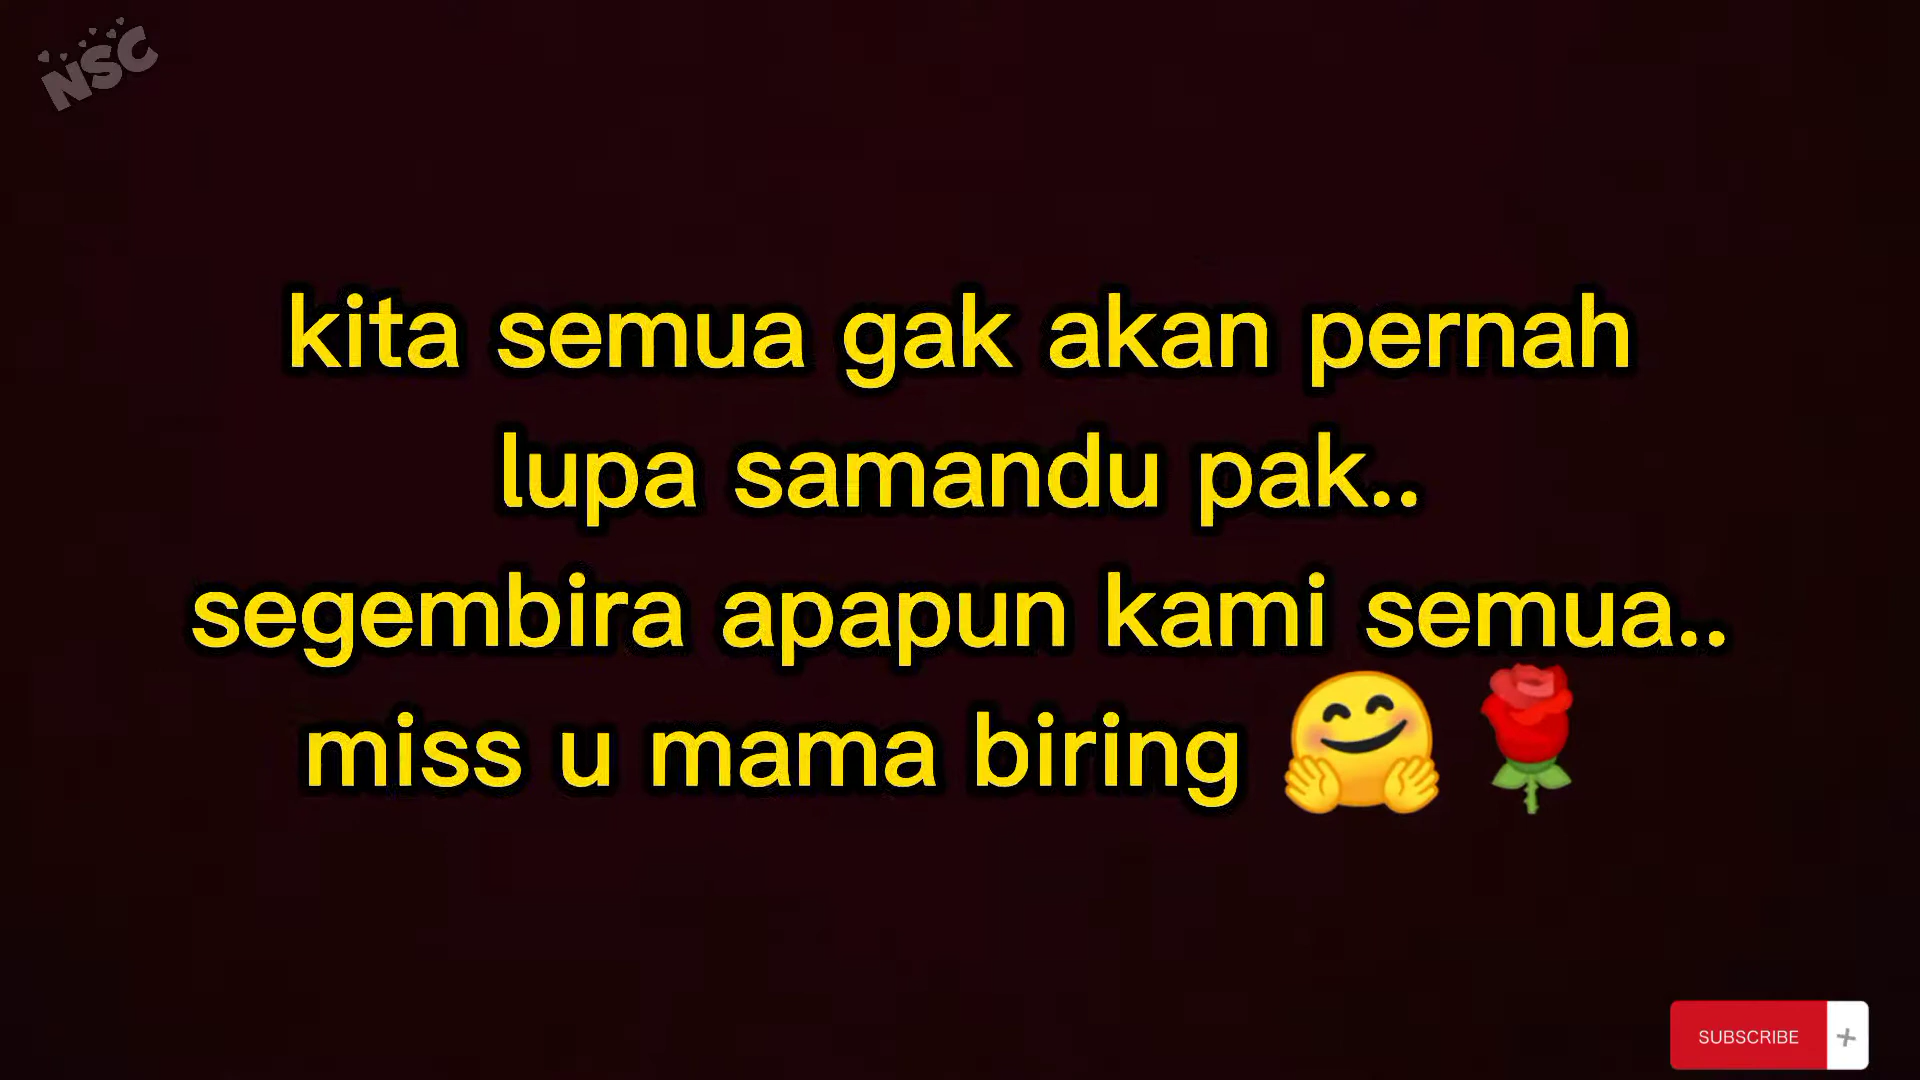 NSC
kita semua gak akan pernah
lupa samandu pak..
segembira apapun kami semua..
miss u mama biring 🤗 🌹
SUBSCRIBE +